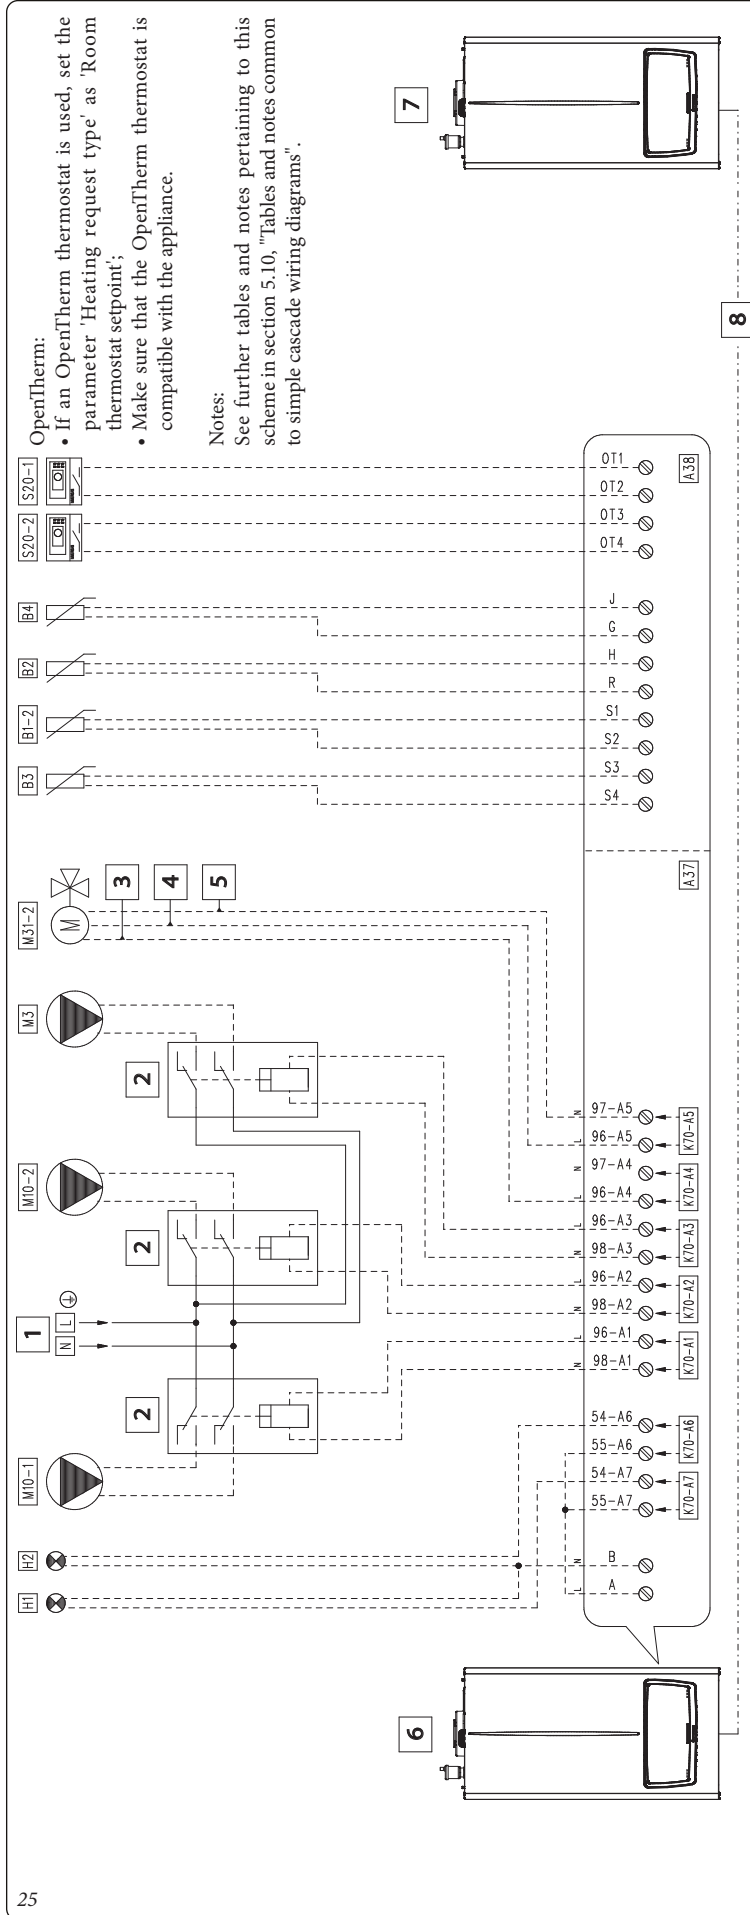 25
OpenTherm:
• If an OpenTherm thermostat is used, set the
parameter 'Heating request type' as 'Room
thermostat setpoint';
• Make sure that the OpenTherm thermostat is
compatible with the appliance.
Notes:
See further tables and notes pertaining to this
scheme in section 5.10, "Tables and notes common
to simple cascade wiring diagrams".
H1
H2
M10-1
1
N
L
M10-2
M3
M31-2
B3
B1-2
B2
B4
S20-2
S20-1
2
2
2
3
4
5
M
6
7
8
L
N
N
L
N
L
N
L
L
N
L
N
A
B
55-A7
54-A7
55-A6
54-A6
98-A1
96-A1
98-A2
96-A2
98-A3
96-A3
96-A4
97-A4
96-A5
97-A5
S4
S3
S2
S1
R
H
G
J
OT4
OT3
OT2
OT1
K70-A7
K70-A6
K70-A1
K70-A2
K70-A3
K70-A4
K70-A5
A37
A38